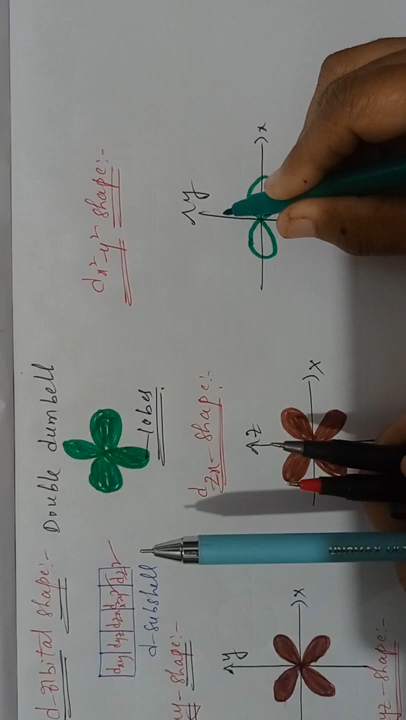 d-orbital shape:- Double dumbell
lobes
dxy dyz dzx dx²-y² dz²
d-subshell
xy-shape:-
y
x
d zx- shape:-
z
x
dx²-y² shape:-
y
x
yz-shape:-